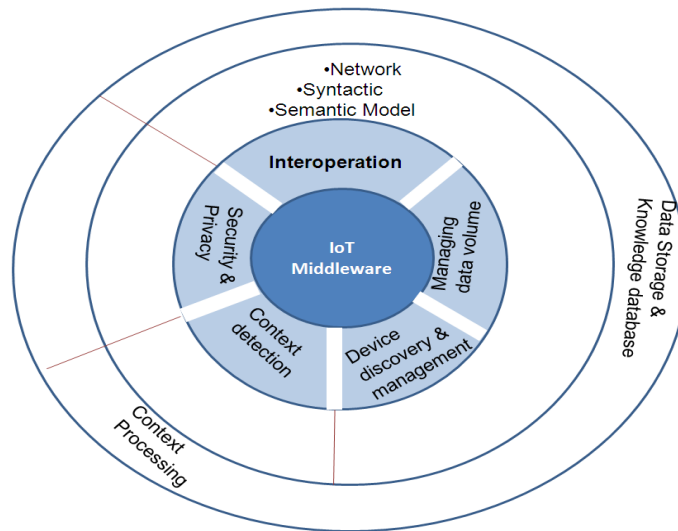 •Network
•Syntactic
•Semantic Model
Interoperation
Security &
Privacy
IoT
Middleware
Managing
data volume
Data Storage &
Knowledge database
Context
detection
Device
discovery &
management
Context
Processing